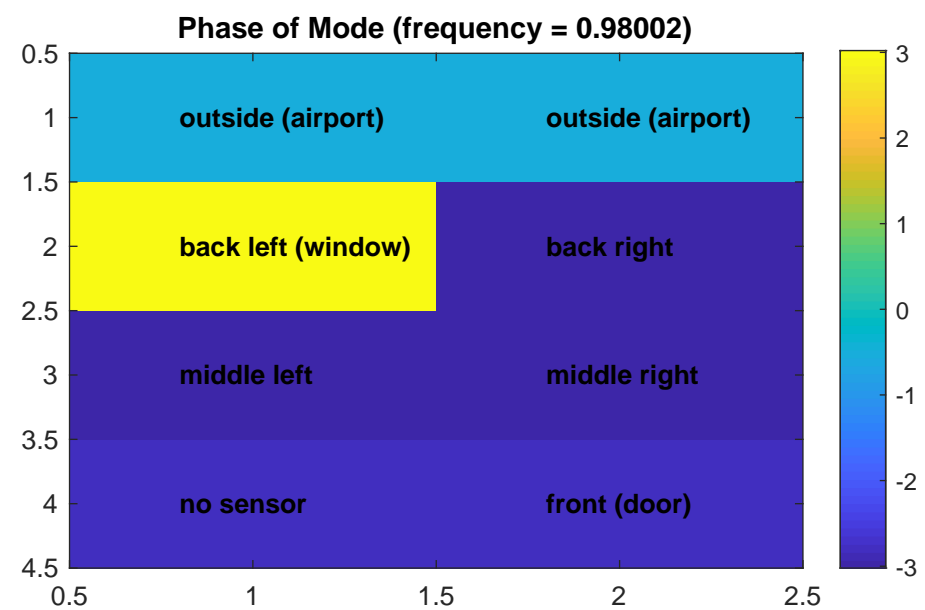 Phase of Mode (frequency = 0.98002)
0.5
1
1.5
2
2.5
3
3.5
4
4.5
outside (airport) outside (airport)
back left (window) back right
middle left middle right
no sensor front (door)
0.5 1 1.5 2 2.5
3
2
1
0
-1
-2
-3